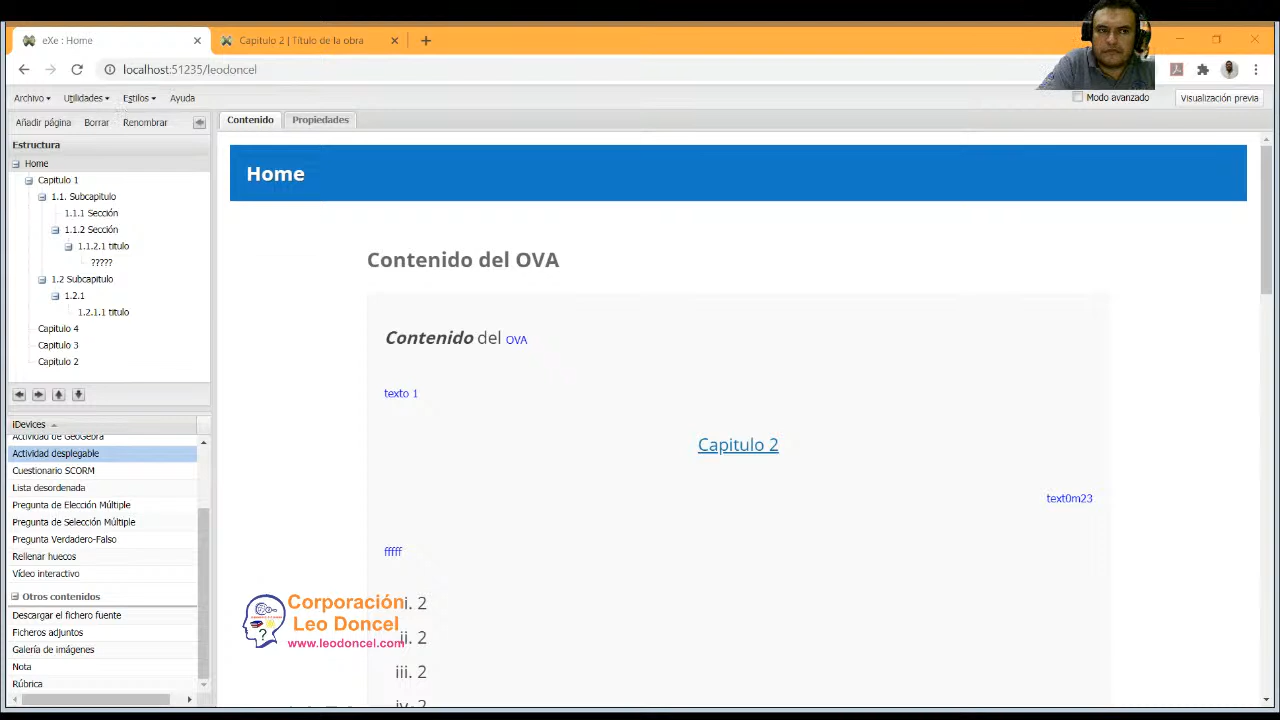 eXe : Home
Capitulo 2 | Título de la obra
localhost:51235/leodoncel
Archivo
Utilidades
Estilos
Ayuda
Modo avanzado
Visualización previa
Añadir página
Borrar
Renombrar
Contenido
Propiedades
Estructura
Home
Capitulo 1
1.1. Subcapitulo
1.1.1 Sección
1.1.2 Sección
1.1.2.1 titulo
?????
1.2 Subcapitulo
1.2.1
1.2.1.1 titulo
Capitulo 4
Capitulo 3
Capitulo 2
iDevices
Actividad de GeoGebra
Actividad desplegable
Cuestionario SCORM
Lista desordenada
Pregunta de Elección Múltiple
Pregunta de Selección Múltiple
Pregunta Verdadero-Falso
Rellenar huecos
Vídeo interactivo
Otros contenidos
Descargar el fichero fuente
Ficheros adjuntos
Galería de imágenes
Nota
Rúbrica
Home
Contenido del OVA
Contenido del OVA
texto 1
Capitulo 2
text0m23
fffff
i. 2
ii. 2
iii. 2
iv. 2
Corporación
Leo Doncel
www.leodoncel.com